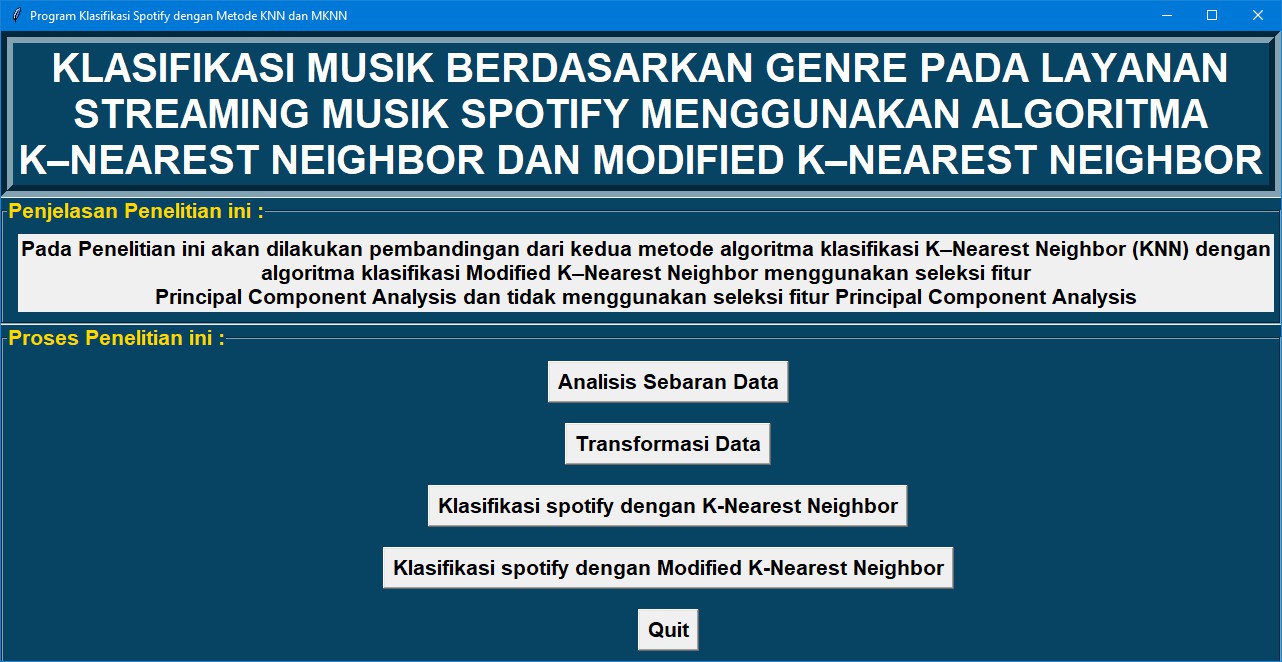 Program Klasifikasi Spotify dengan Metode KNN dan MKNN
KLASIFIKASI MUSIK BERDASARKAN GENRE PADA LAYANAN
STREAMING MUSIK SPOTIFY MENGGUNAKAN ALGORITMA
K–NEAREST NEIGHBOR DAN MODIFIED K–NEAREST NEIGHBOR
Penjelasan Penelitian ini :
Pada Penelitian ini akan dilakukan pembandingan dari kedua metode algoritma klasifikasi K–Nearest Neighbor (KNN) dengan
algoritma klasifikasi Modified K–Nearest Neighbor menggunakan seleksi fitur
Principal Component Analysis dan tidak menggunakan seleksi fitur Principal Component Analysis
Proses Penelitian ini :
Analisis Sebaran Data
Transformasi Data
Klasifikasi spotify dengan K-Nearest Neighbor
Klasifikasi spotify dengan Modified K-Nearest Neighbor
Quit